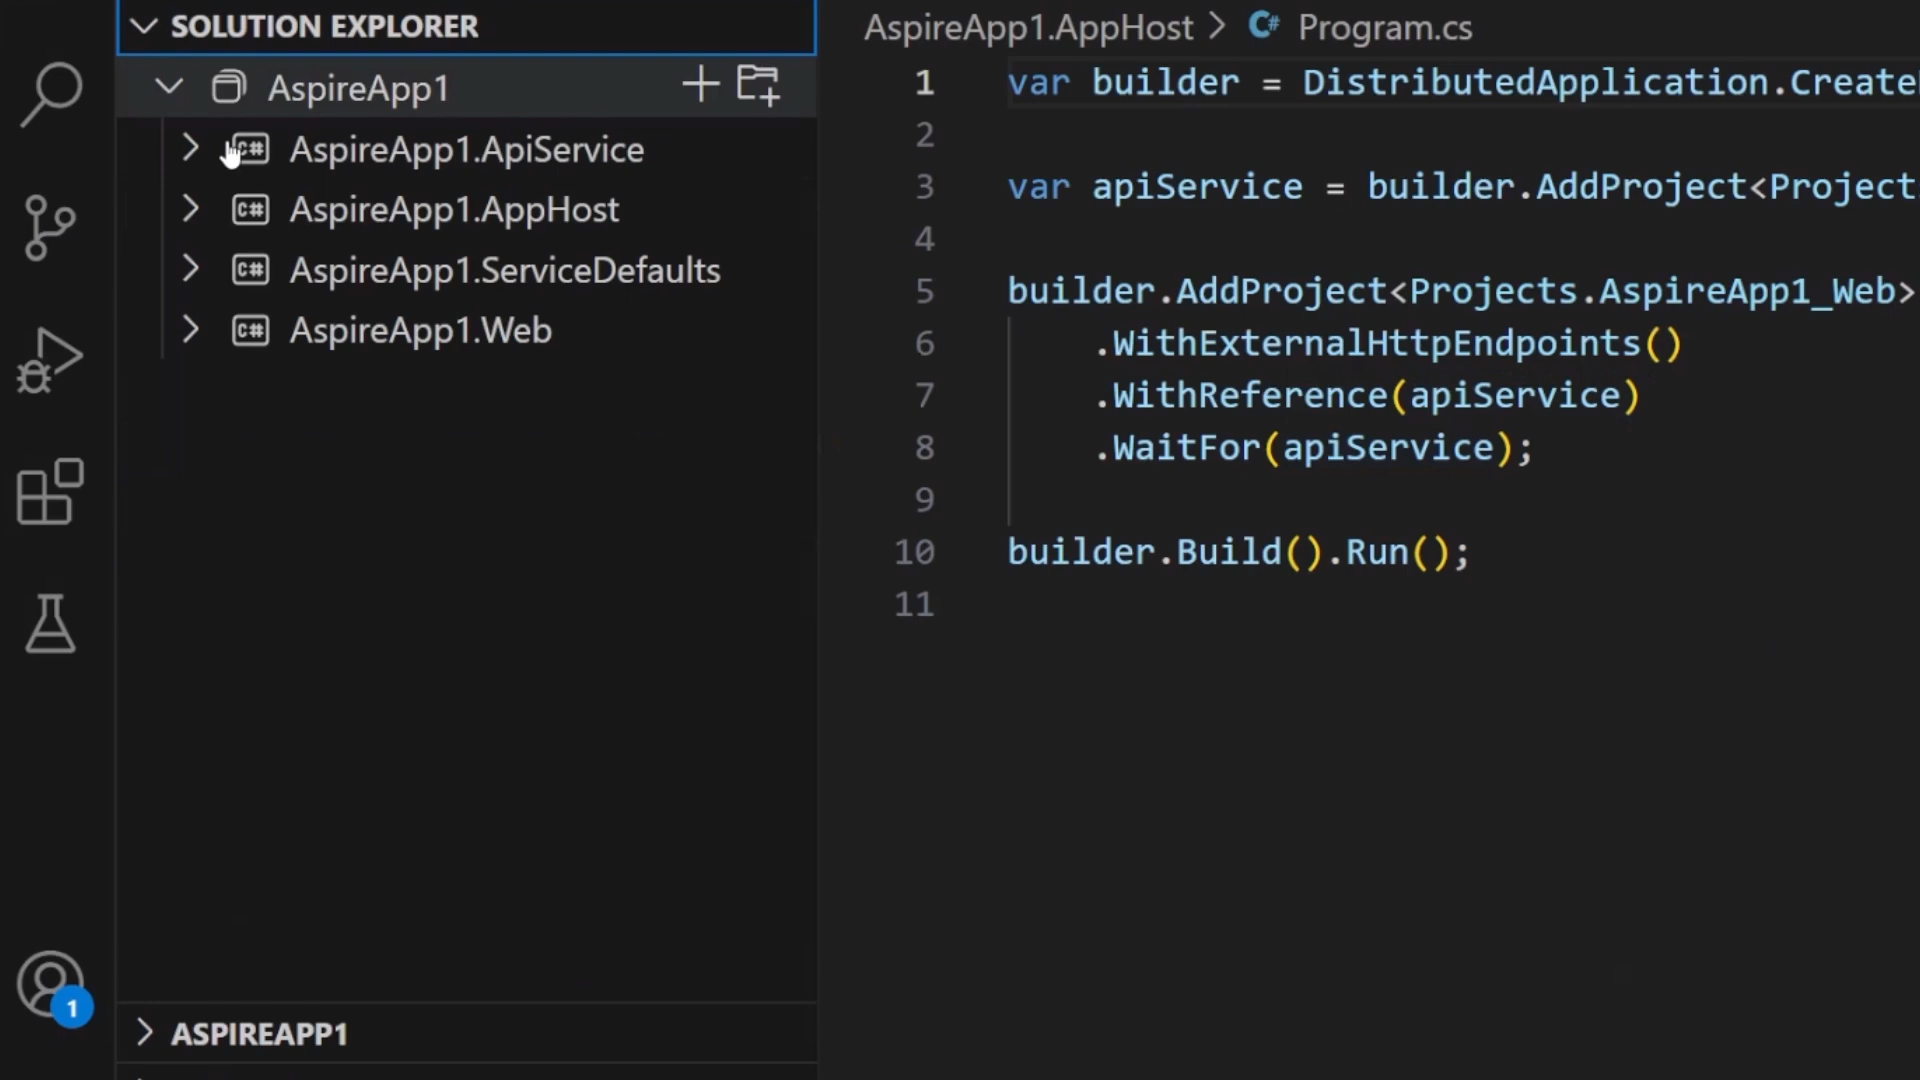 SOLUTION EXPLORER
AspireApp1
AspireApp1.ApiService
AspireApp1.AppHost
AspireApp1.ServiceDefaults
AspireApp1.Web
1
ASPIREAPP1
AspireApp1.AppHost > C# Program.cs
1 var builder = DistributedApplication.Create
2
3 var apiService = builder.AddProject<Project
4
5 builder.AddProject<Projects.AspireApp1_Web>
6 .WithExternalHttpEndpoints()
7 .WithReference(apiService)
8 .WaitFor(apiService);
9
10 builder.Build().Run();
11